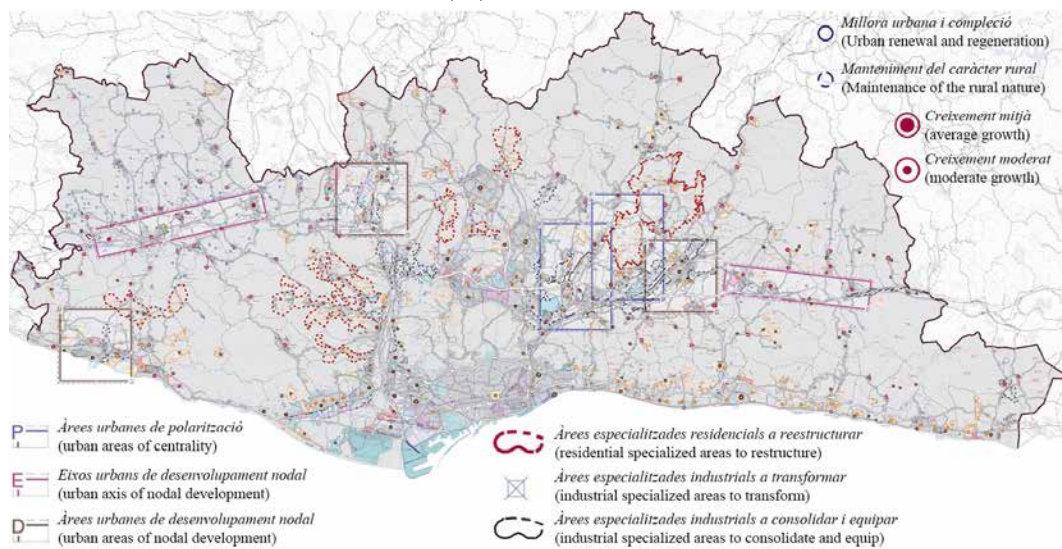 Millora urbana i compleció
(Urban renewal and regeneration)
Manteniment del caràcter rural
(Maintenance of the rural nature)
Creixement mitjà
(average growth)
Creixement moderat
(moderate growth)
P
Àrees urbanes de polarització
(urban areas of centrality)
E
Eixos urbans de desenvolupament nodal
(urban axis of nodal development)
D
Àrees urbanes de desenvolupament nodal
(urban areas of nodal development)
Àrees especialitzades residencials a reestructurar
(residential specialized areas to restructure)
Àrees especialitzades industrials a transformar
(industrial specialized areas to transform)
Àrees especialitzades industrials a consolidar i equipar
(industrial specialized areas to consolidate and equip)